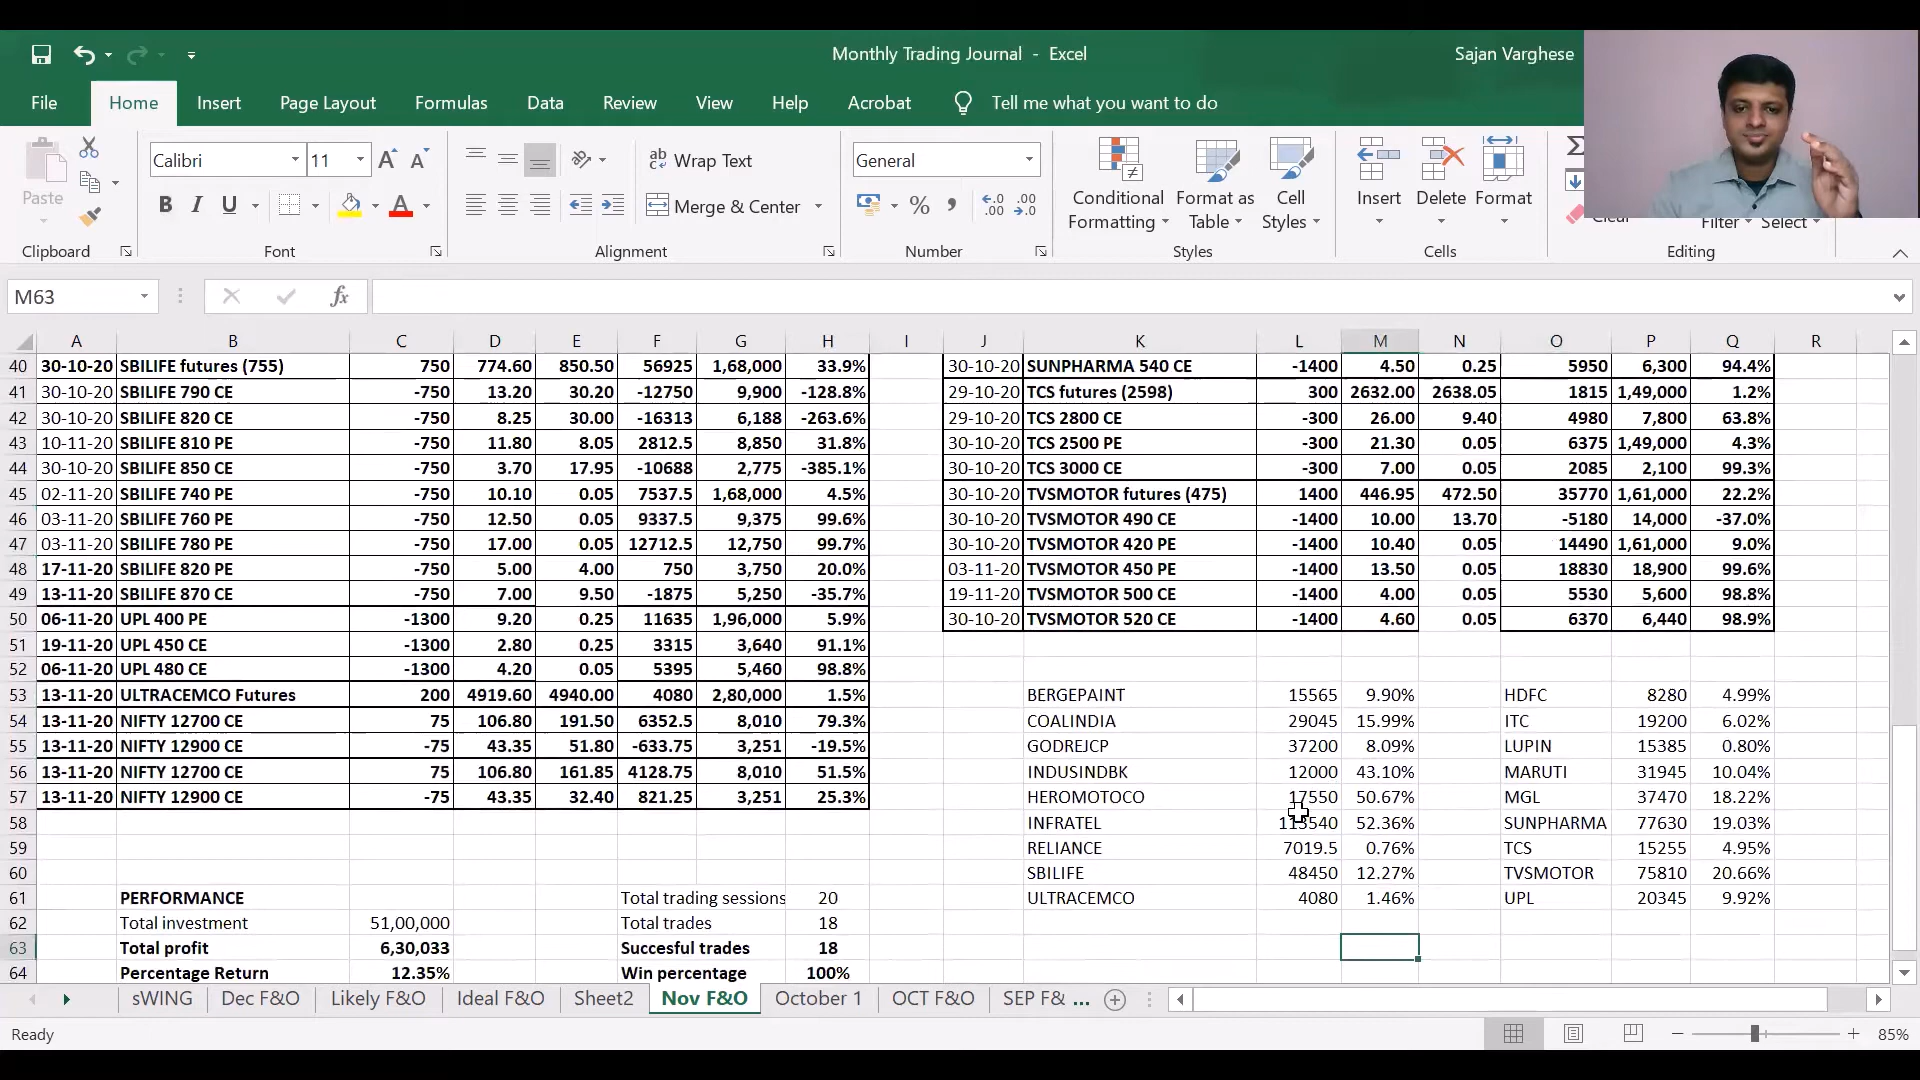 Monthly Trading Journal - Excel
Sajan Varghese
File Home Insert Page Layout Formulas Data Review View Help Acrobat Tell me what you want to do
Calibri 11 A A ab Wrap Text General
Paste B I U A Merge & Center % Conditional Formatting Format as Table Cell Styles Insert Delete Format Clear Filter Select
Clipboard Font Alignment Number Styles Cells Editing
M63 fx
A B C D E F G H I J K L M N O P Q R
40 30-10-20 SBILIFE futures (755) 750 774.60 850.50 56925 1,68,000 33.9% 30-10-20 SUNPHARMA 540 CE -1400 4.50 0.25 5950 6,300 94.4%
41 30-10-20 SBILIFE 790 CE -750 13.20 30.20 -12750 9,900 -128.8% 29-10-20 TCS futures (2598) 300 2632.00 2638.05 1815 1,49,000 1.2%
42 30-10-20 SBILIFE 820 CE -750 8.25 30.00 -16313 6,188 -263.6% 29-10-20 TCS 2800 CE -300 26.00 9.40 4980 7,800 63.8%
43 10-11-20 SBILIFE 810 PE -750 11.80 8.05 2812.5 8,850 31.8% 30-10-20 TCS 2500 PE -300 21.30 0.05 6375 1,49,000 4.3%
44 30-10-20 SBILIFE 850 CE -750 3.70 17.95 -10688 2,775 -385.1% 30-10-20 TCS 3000 CE -300 7.00 0.05 2085 2,100 99.3%
45 02-11-20 SBILIFE 740 PE -750 10.10 0.05 7537.5 1,68,000 4.5% 30-10-20 TVSMOTOR futures (475) 1400 446.95 472.50 35770 1,61,000 22.2%
46 03-11-20 SBILIFE 760 PE -750 12.50 0.05 9337.5 9,375 99.6% 30-10-20 TVSMOTOR 490 CE -1400 10.00 13.70 -5180 14,000 -37.0%
47 03-11-20 SBILIFE 780 PE -750 17.00 0.05 12712.5 12,750 99.7% 30-10-20 TVSMOTOR 420 PE -1400 10.40 0.05 14490 1,61,000 9.0%
48 17-11-20 SBILIFE 820 PE -750 5.00 4.00 750 3,750 20.0% 03-11-20 TVSMOTOR 450 PE -1400 13.50 0.05 18830 18,900 99.6%
49 13-11-20 SBILIFE 870 CE -750 7.00 9.50 -1875 5,250 -35.7% 19-11-20 TVSMOTOR 500 CE -1400 4.00 0.05 5530 5,600 98.8%
50 06-11-20 UPL 400 PE -1300 9.20 0.25 11635 1,96,000 5.9% 30-10-20 TVSMOTOR 520 CE -1400 4.60 0.05 6370 6,440 98.9%
51 19-11-20 UPL 450 CE -1300 2.80 0.25 3315 3,640 91.1%
52 06-11-20 UPL 480 CE -1300 4.20 0.05 5395 5,460 98.8%
53 13-11-20 ULTRACEMCO Futures 200 4919.60 4940.00 4080 2,80,000 1.5% BERGEPAINT 15565 9.90% HDFC 8280 4.99%
54 13-11-20 NIFTY 12700 CE 75 106.80 191.50 6352.5 8,010 79.3% COALINDIA 29045 15.99% ITC 19200 6.02%
55 13-11-20 NIFTY 12900 CE -75 43.35 51.80 -633.75 3,251 -19.5% GODREJCP 37200 8.09% LUPIN 15385 0.80%
56 13-11-20 NIFTY 12700 CE 75 106.80 161.85 4128.75 8,010 51.5% INDUSINDBK 12000 43.10% MARUTI 31945 10.04%
57 13-11-20 NIFTY 12900 CE -75 43.35 32.40 821.25 3,251 25.3% HEROMOTOCO 17550 50.67% MGL 37470 18.22%
58 INFRATEL 113540 52.36% SUNPHARMA 77630 19.03%
59 RELIANCE 7019.5 0.76% TCS 15255 4.95%
60 SBILIFE 48450 12.27% TVSMOTOR 75810 20.66%
61 PERFORMANCE Total trading sessions 20 ULTRACEMCO 4080 1.46% UPL 20345 9.92%
62 Total investment 51,00,000 Total trades 18
63 Total profit 6,30,033 Succesful trades 18
64 Percentage Return 12.35% Win percentage 100%
sWING Dec F&O Likely F&O Ideal F&O Sheet2 Nov F&O October 1 OCT F&O SEP F& ...
Ready 85%